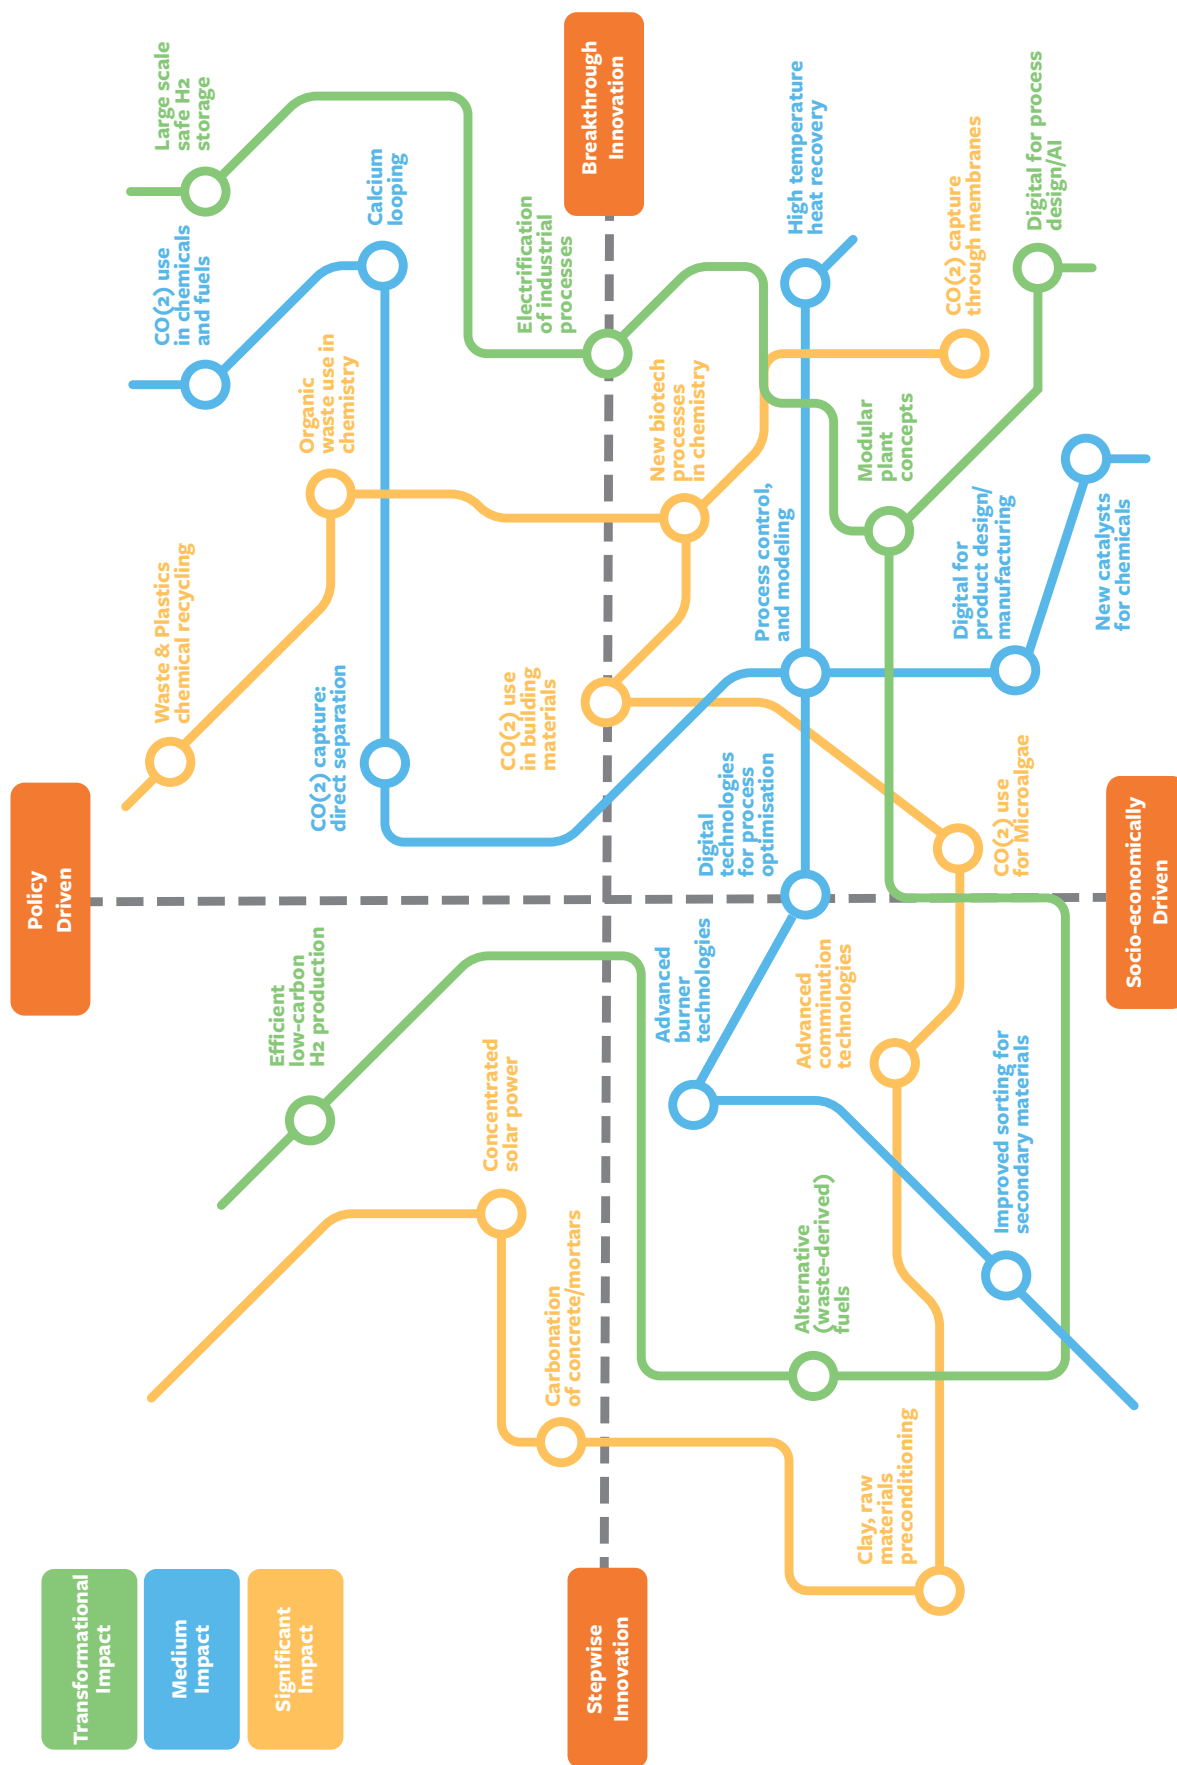 Transformational
Impact
Medium
Impact
Significant
Impact
Policy
Driven
Breakthrough
Innovation
Stepwise
Innovation
Socio-economically
Driven
Large scale
safe H2
storage
CO(2) use
in chemicals
and fuels
Calcium
looping
Organic
waste use in
chemistry
Waste & Plastics
chemical recycling
CO(2) capture:
direct separation
Electrification
of industrial
processes
CO(2) use
in building
materials
New biotech
processes
in chemistry
High temperature
heat recovery
CO(2) capture
through membranes
Digital for process
design/AI
Modular
plant
concepts
Process control,
and modeling
Digital for
product design/
manufacturing
New catalysts
for chemicals
Digital
technologies
for process
optimisation
CO(2) use
for Microalgae
Efficient
low-carbon
H2 production
Concentrated
solar power
Carbonation
of concrete/mortars
Advanced
burner
technologies
Advanced
comminution
technologies
Improved sorting for
secondary materials
Alternative
(waste-derived)
fuels
Clay, raw
materials
preconditioning